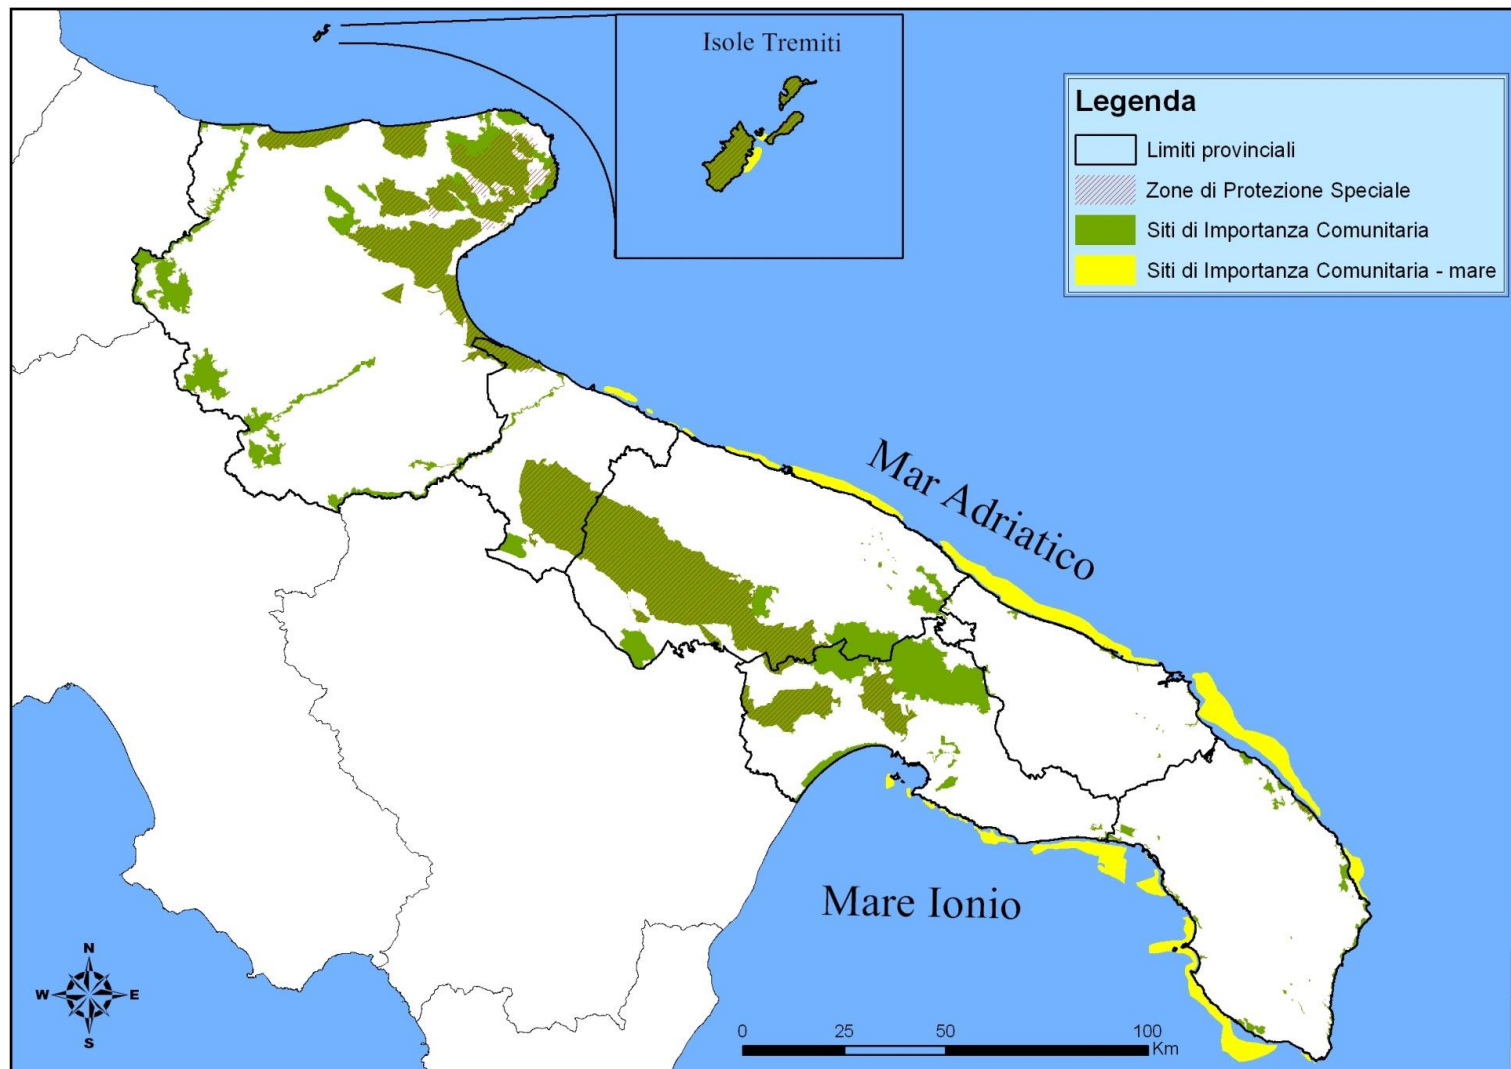 Isole Tremiti
Legenda
Limiti provinciali
Zone di Protezione Speciale
Siti di Importanza Comunitaria
Siti di Importanza Comunitaria - mare
Mar Adriatico
Mare Ionio
N
W E
S
0 25 50 100
Km